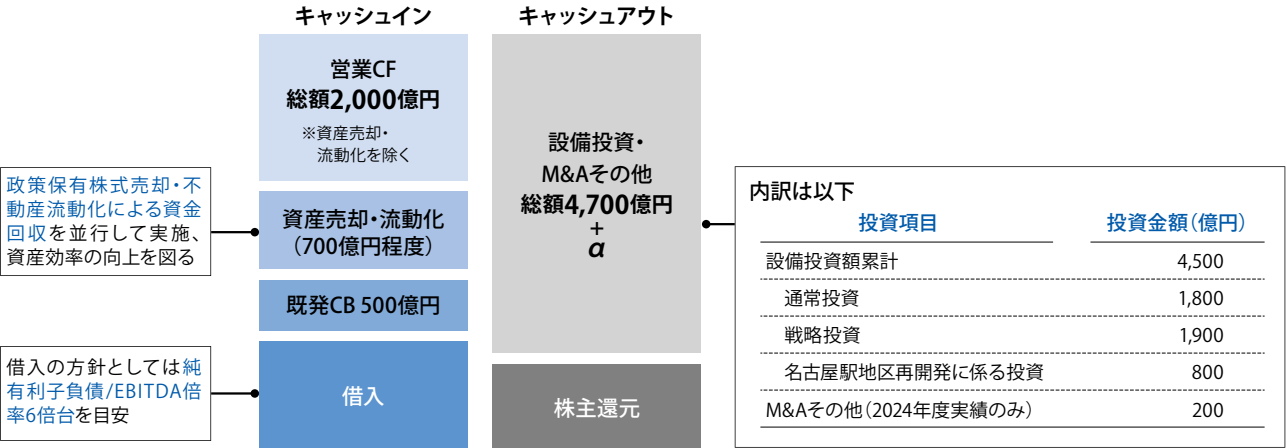 キャッシュイン
キャッシュアウト
営業CF
総額2,000億円
※資産売却・
流動化を除く
政策保有株式売却・不
動産流動化による資金
回収を並行して実施、
資産効率の向上を図る
資産売却・流動化
（700億円程度）
既発CB 500億円
借入の方針としては純
有利子負債/EBITDA倍
率6倍台を目安
借入
設備投資・
M&Aその他
総額4,700億円
+
α
株主還元
内訳は以下
投資項目 投資金額（億円）
設備投資額累計 4,500
通常投資 1,800
戦略投資 1,900
名古屋駅地区再開発に係る投資 800
M&Aその他（2024年度実績のみ） 200